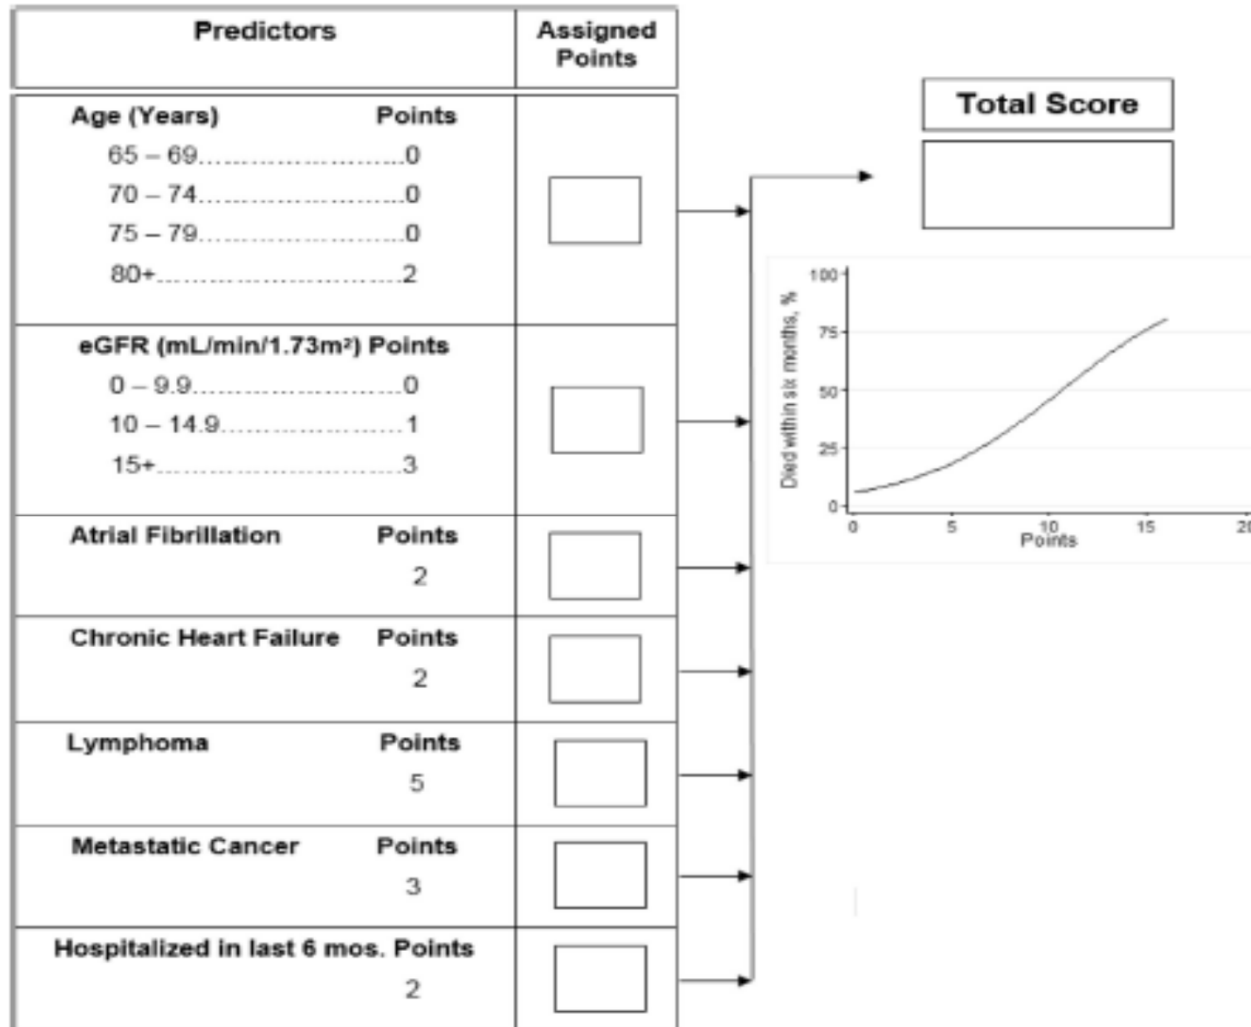 Predictors
Assigned
Points
Age (Years) Points
65 – 69..............................0
70 – 74..............................0
75 – 79..............................0
80+....................................2
eGFR (mL/min/1.73m²) Points
0 – 9.9...............................0
10 – 14.9...........................1
15+....................................3
Atrial Fibrillation Points
2
Chronic Heart Failure Points
2
Lymphoma Points
5
Metastatic Cancer Points
3
Hospitalized in last 6 mos. Points
2
Total Score
Died within six months, %
100
75
50
25
0
0 5 10 15 20
Points